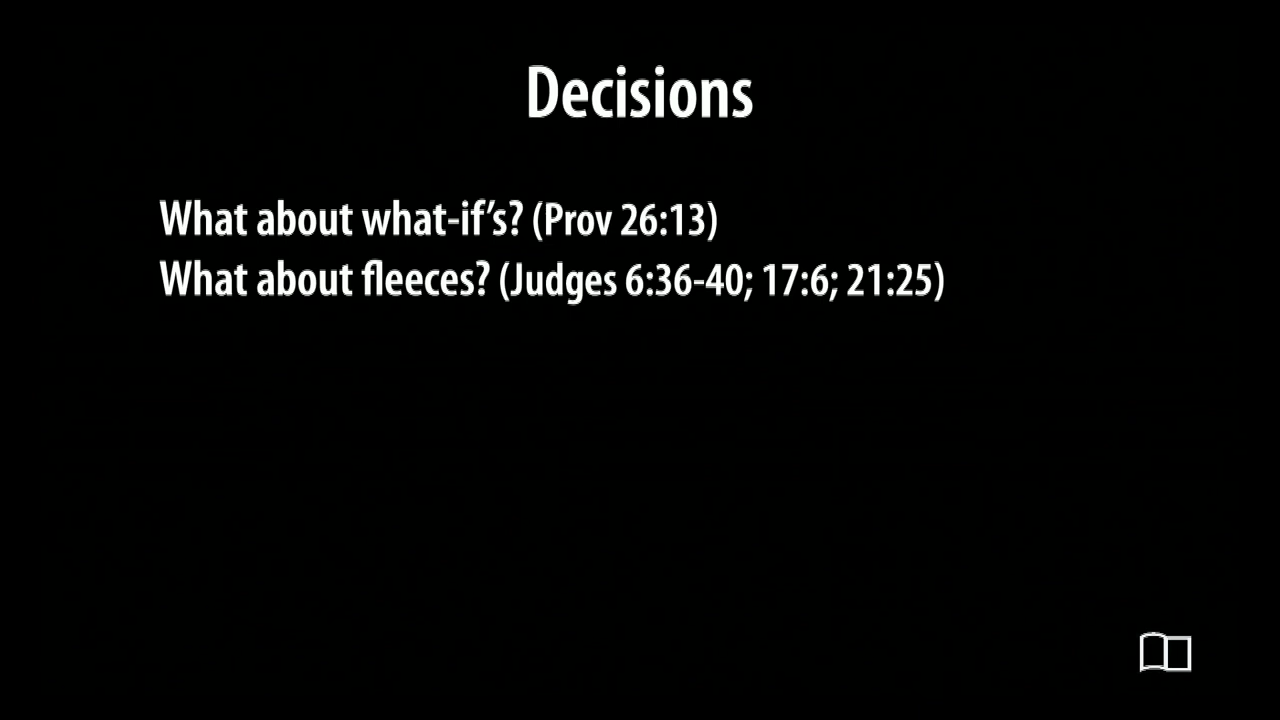 Decisions
What about what-if’s? (Prov 26:13)
What about fleeces? (Judges 6:36-40; 17:6; 21:25)